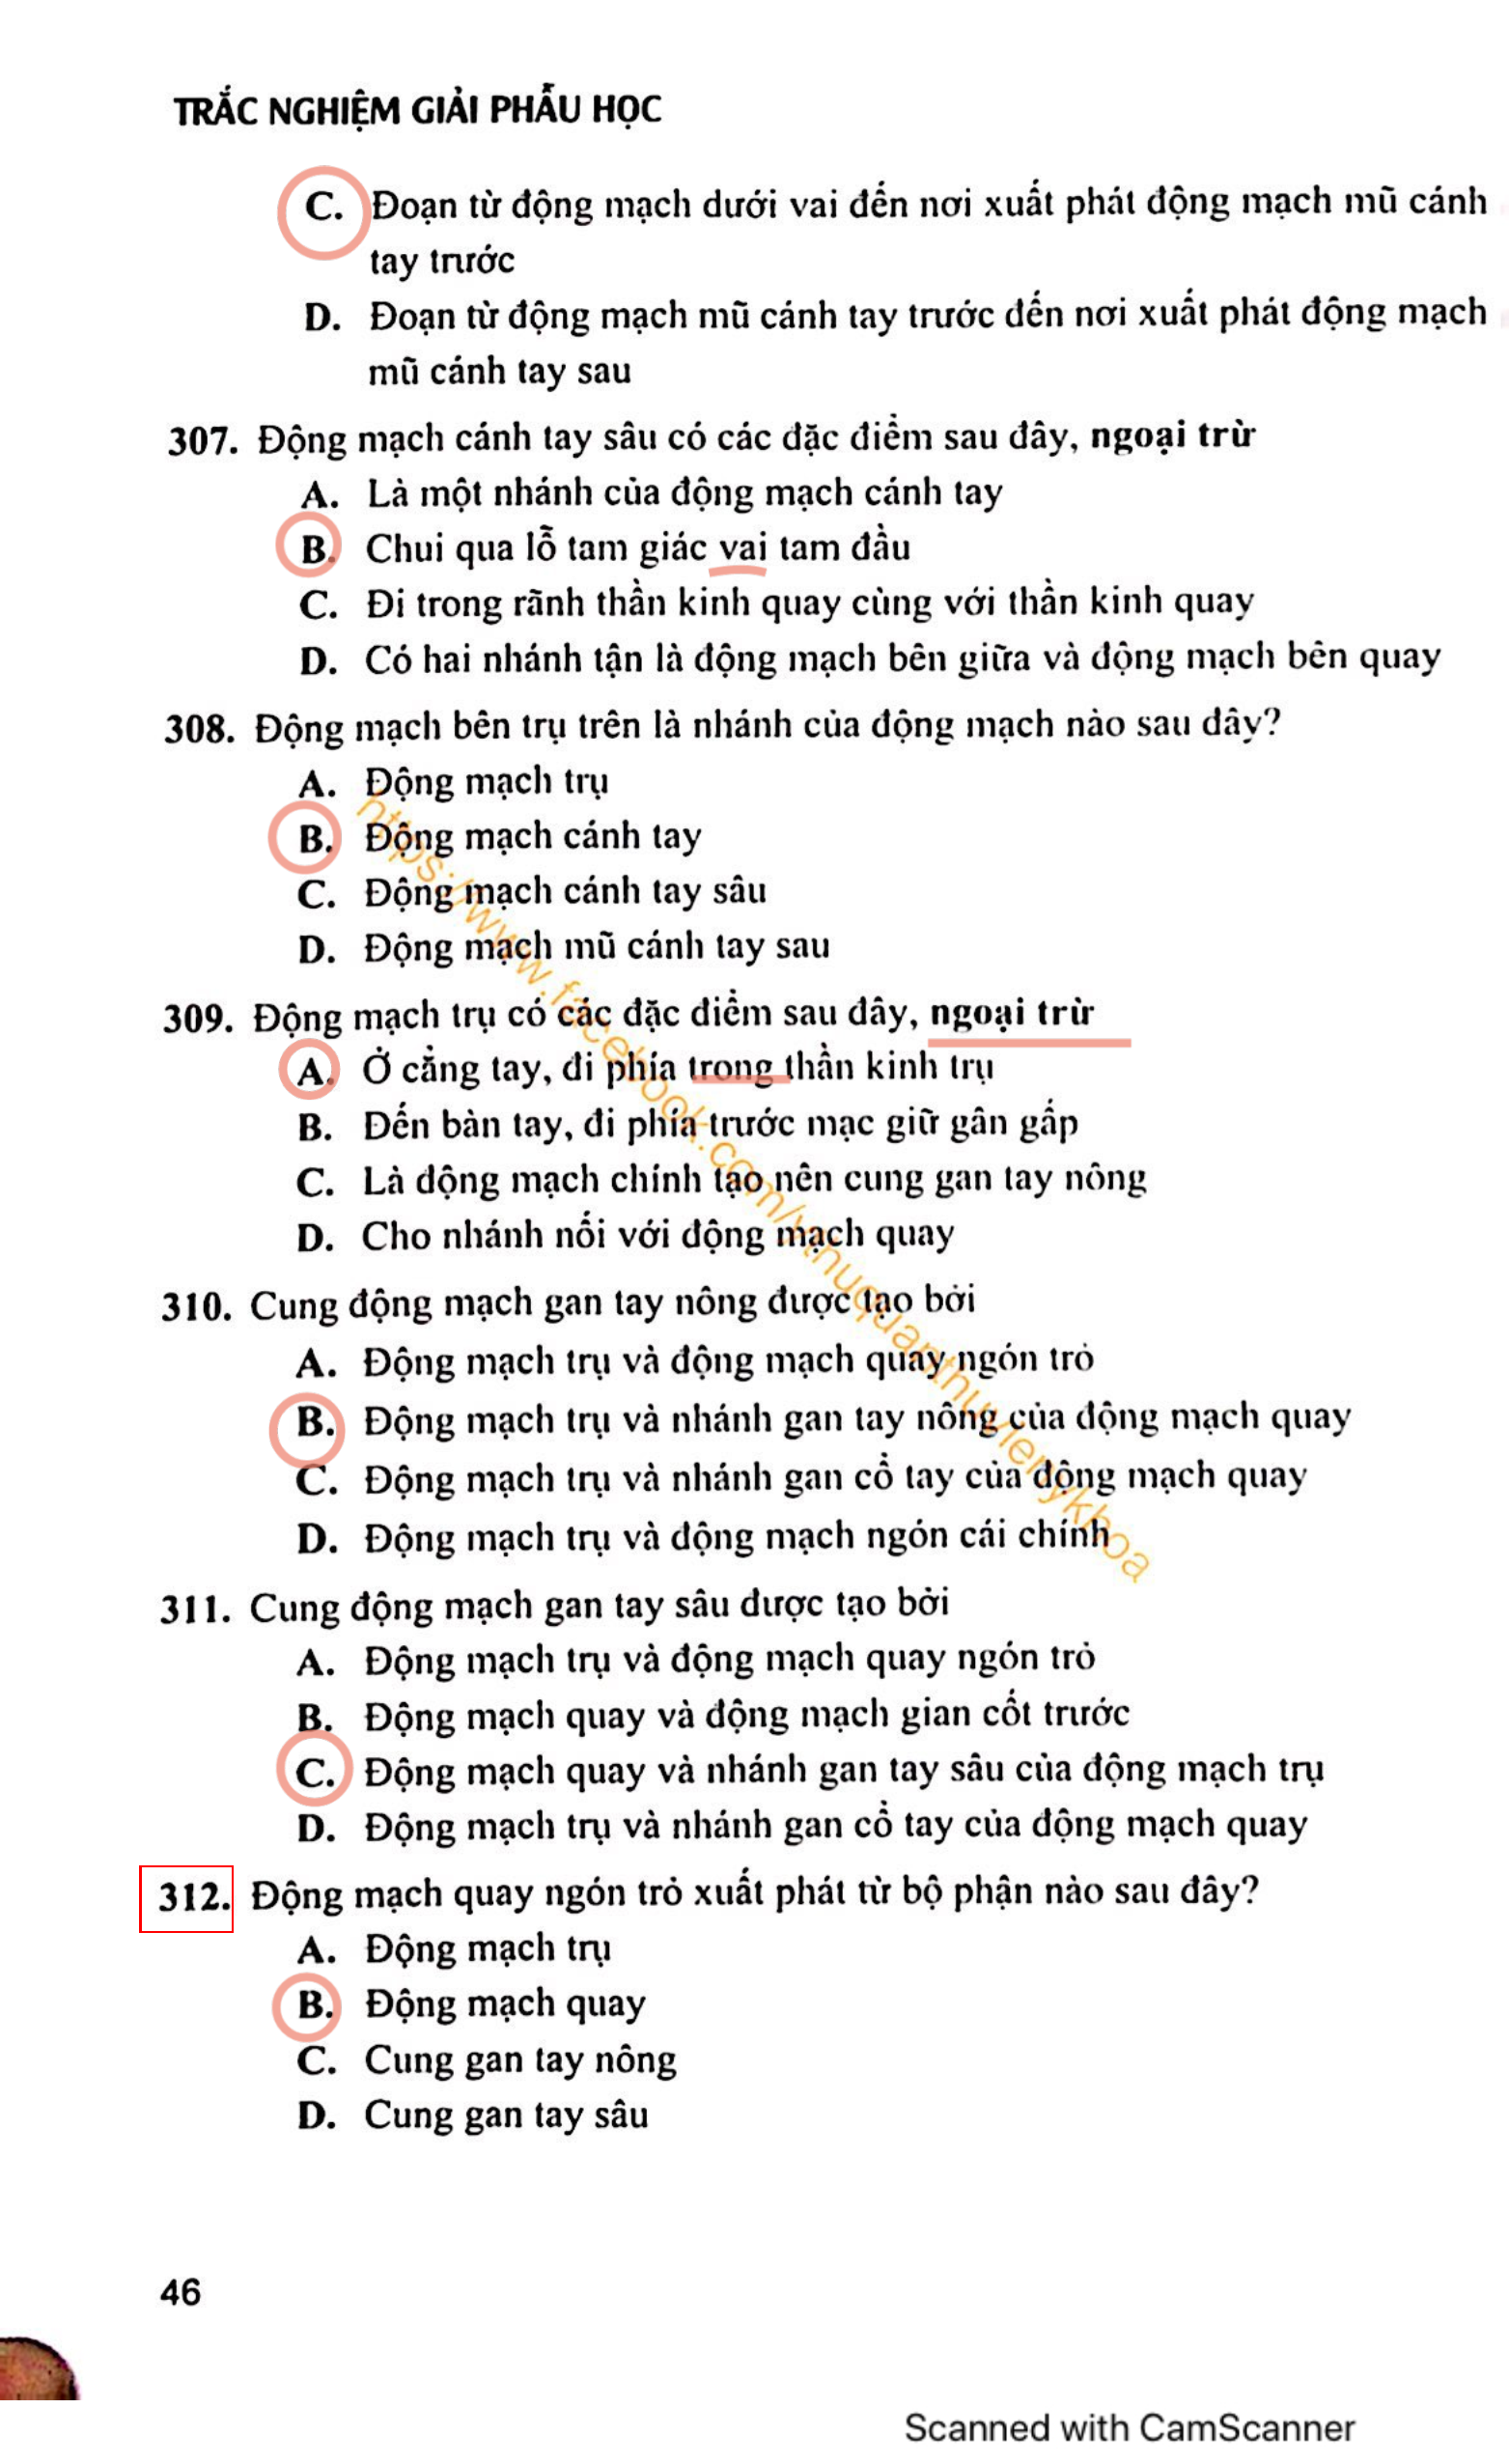 TRẮC NGHIỆM GIẢI PHẪU HỌC
C. Đoạn từ động mạch dưới vai đến nơi xuất phát động mạch mũ cánh
tay trước
D. Đoạn từ động mạch mũ cánh tay trước đến nơi xuất phát động mạch
mũ cánh tay sau
307. Động mạch cánh tay sâu có các đặc điểm sau đây, ngoại trừ
A. Là một nhánh của động mạch cánh tay
B. Chui qua lỗ tam giác vai tam đầu
C. Đi trong rãnh thần kinh quay cùng với thần kinh quay
D. Có hai nhánh tận là động mạch bên giữa và động mạch bên quay
308. Động mạch bên trụ trên là nhánh của động mạch nào sau đây?
A. Động mạch trụ
B. Động mạch cánh tay
C. Động mạch cánh tay sâu
D. Động mạch mũ cánh tay sau
309. Động mạch trụ có các đặc điểm sau đây, ngoại trừ
A. Ở cẳng tay, đi phía trong thần kinh trụ
B. Đến bàn tay, đi phía trước mạc giữ gân gấp
C. Là động mạch chính tạo nên cung gan tay nông
D. Cho nhánh nối với động mạch quay
310. Cung động mạch gan tay nông được tạo bởi
A. Động mạch trụ và động mạch quay ngón trỏ
B. Động mạch trụ và nhánh gan tay nông của động mạch quay
C. Động mạch trụ và nhánh gan cổ tay của động mạch quay
D. Động mạch trụ và động mạch ngón cái chính
https://www.facebook.com/ythuquanthuvienykhoa
311. Cung động mạch gan tay sâu được tạo bởi
A. Động mạch trụ và động mạch quay ngón trỏ
B. Động mạch quay và động mạch gian cốt trước
C. Động mạch quay và nhánh gan tay sâu của động mạch trụ
D. Động mạch trụ và nhánh gan cổ tay của động mạch quay
312. Động mạch quay ngón trỏ xuất phát từ bộ phận nào sau đây?
A. Động mạch trụ
B. Động mạch quay
C. Cung gan tay nông
D. Cung gan tay sâu
46
Scanned with CamScanner